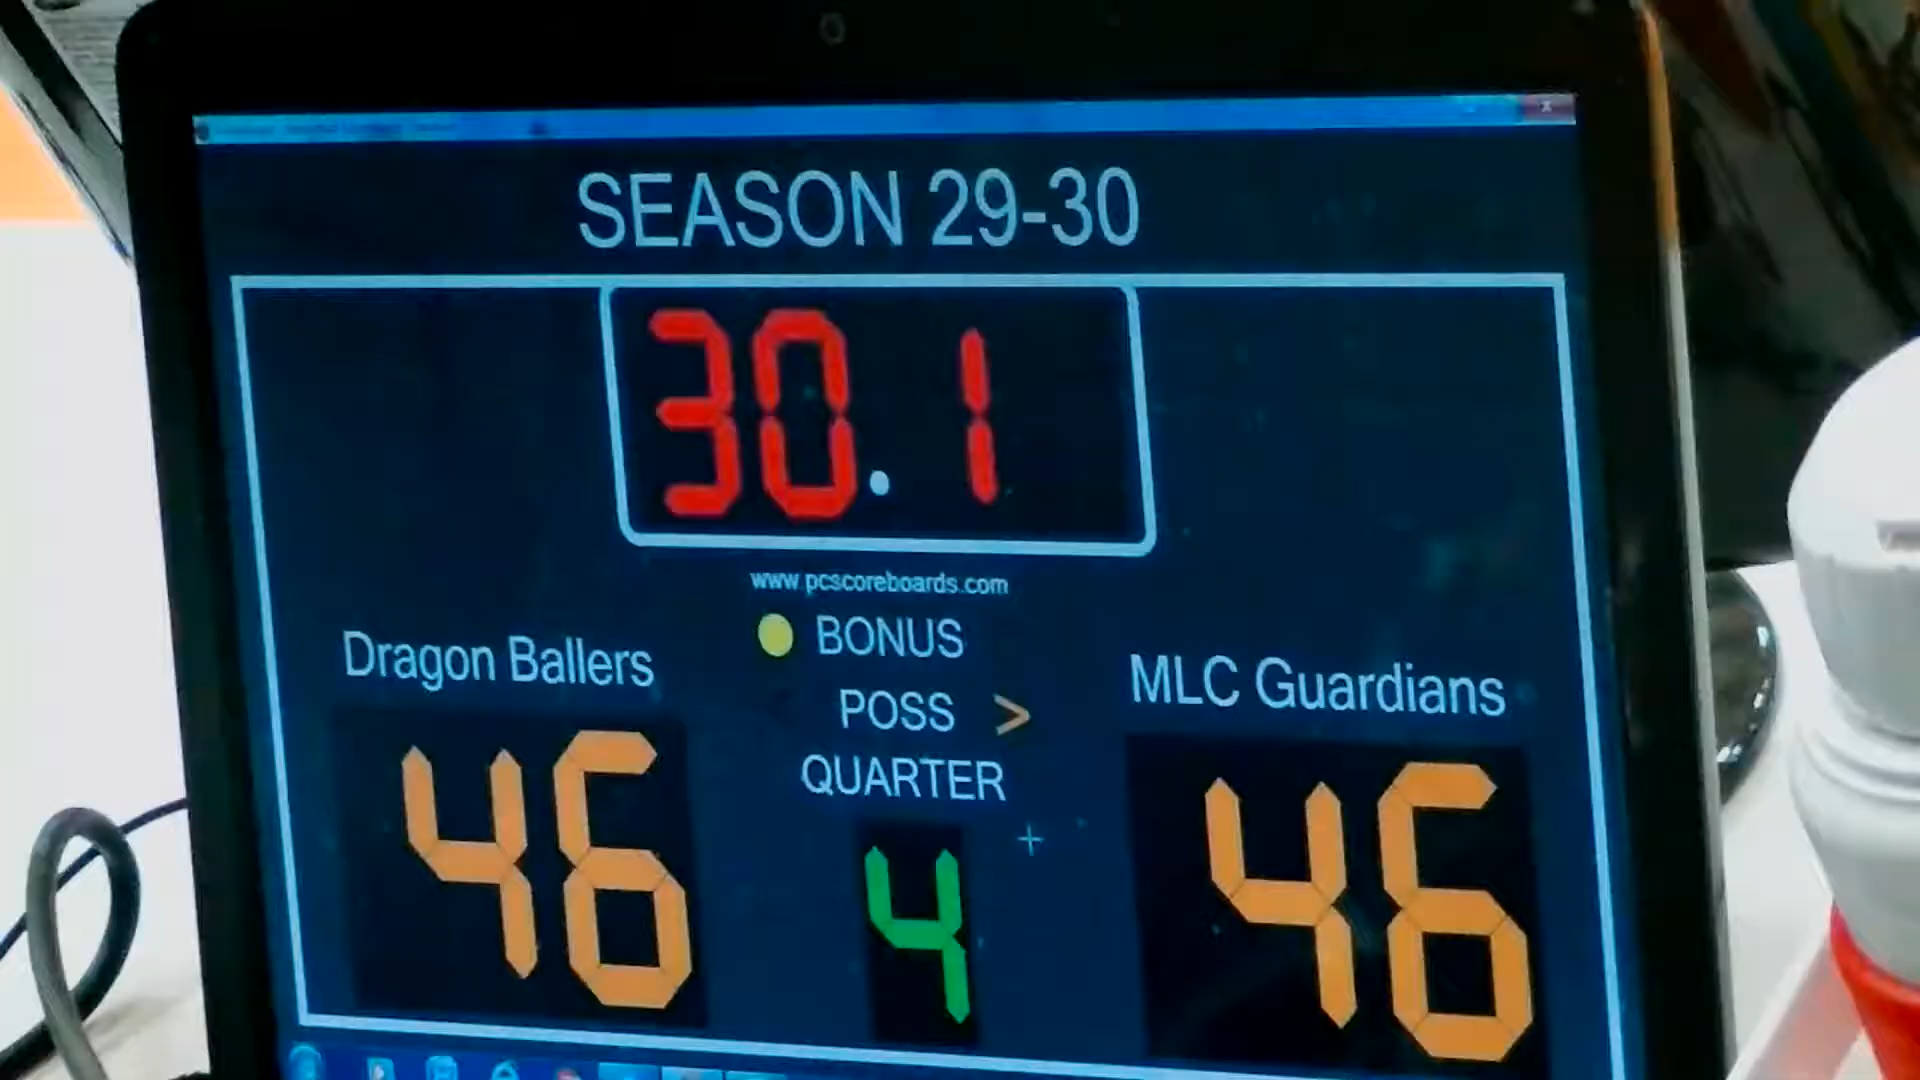 SEASON 29-30
30.1
www.pcscoreboards.com
BONUS
Dragon Ballers
MLC Guardians
POSS >
QUARTER
46
4
46